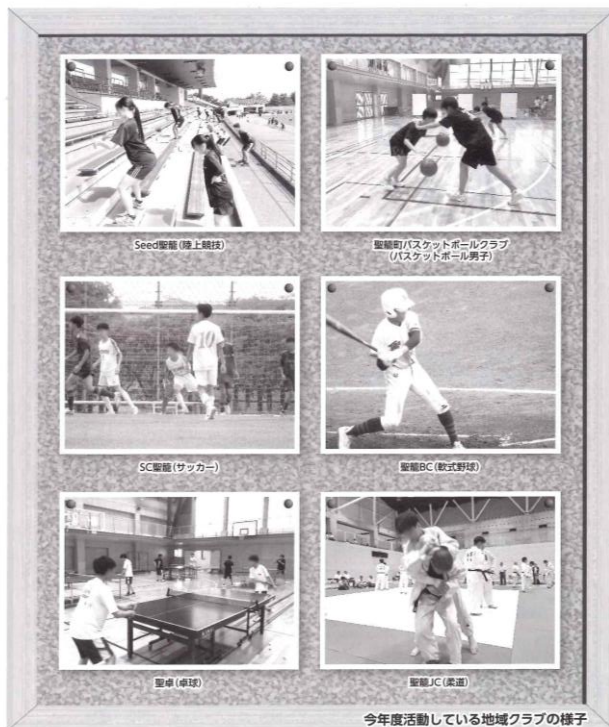 Seed聖籠(陸上競技)
聖籠町バスケットボールクラブ
(バスケットボール男子)
10
SC聖籠(サッカー)
聖籠BC(軟式野球)
聖卓(卓球)
聖籠JC(柔道)
今年度活動している地域クラブの様子